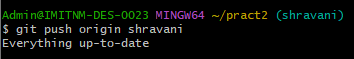 Admin@IMITNM-DES-0023 MINGW64 ~/pract2 (shravani)
$ git push origin shravani
Everything up-to-date